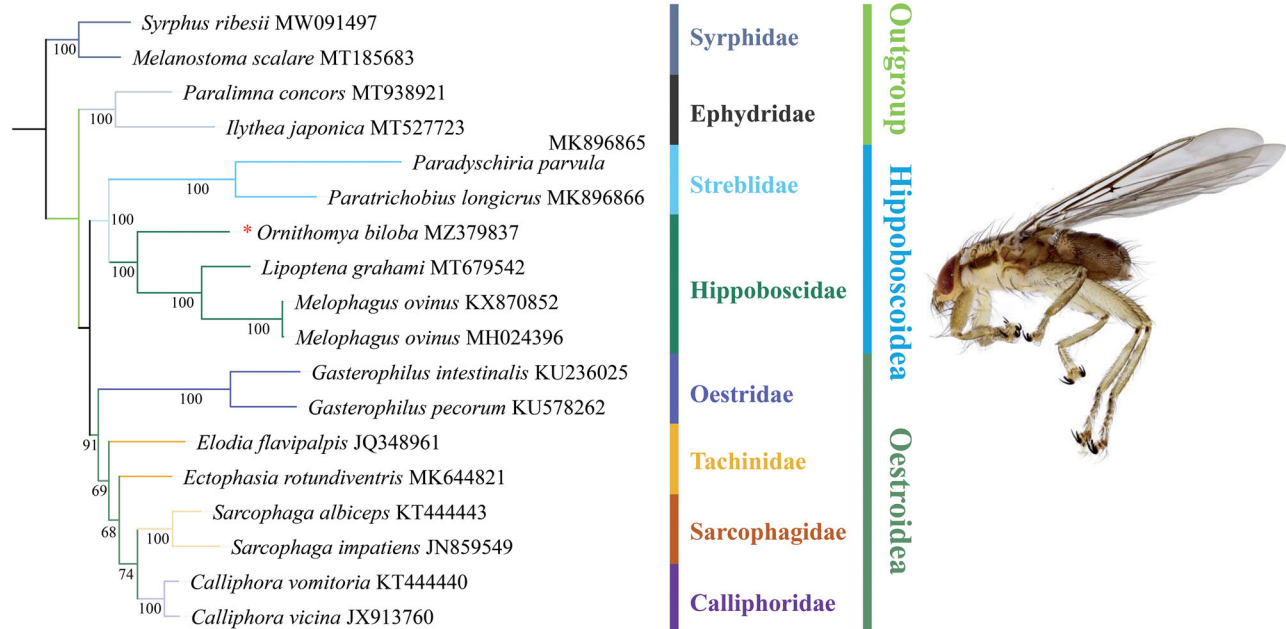 Syrphus ribesii MW091497
100
Melanostoma scalare MT185683
Paralimna concors MT938921
100
Ilythea japonica MT527723
MK896865
Paradyschiria parvula
100
Paratrichobius longicrus MK896866
100
* Ornithomya biloba MZ379837
100
Lipoptena grahami MT679542
100
Melophagus ovinus KX870852
100
Melophagus ovinus MH024396
Gasterophilus intestinalis KU236025
100
Gasterophilus pecorum KU578262
91
Elodia flavipalpis JQ348961
69
Ectophasia rotundiventris MK644821
68
Sarcophaga albiceps KT444443
100
Sarcophaga impatiens JN859549
74
Calliphora vomitoria KT444440
100
Calliphora vicina JX913760
Syrphidae
Ephydridae
Streblidae
Hippoboscidae
Oestridae
Tachinidae
Sarcophagidae
Calliphoridae
Outgroup
Hippoboscoidea
Oestroidea